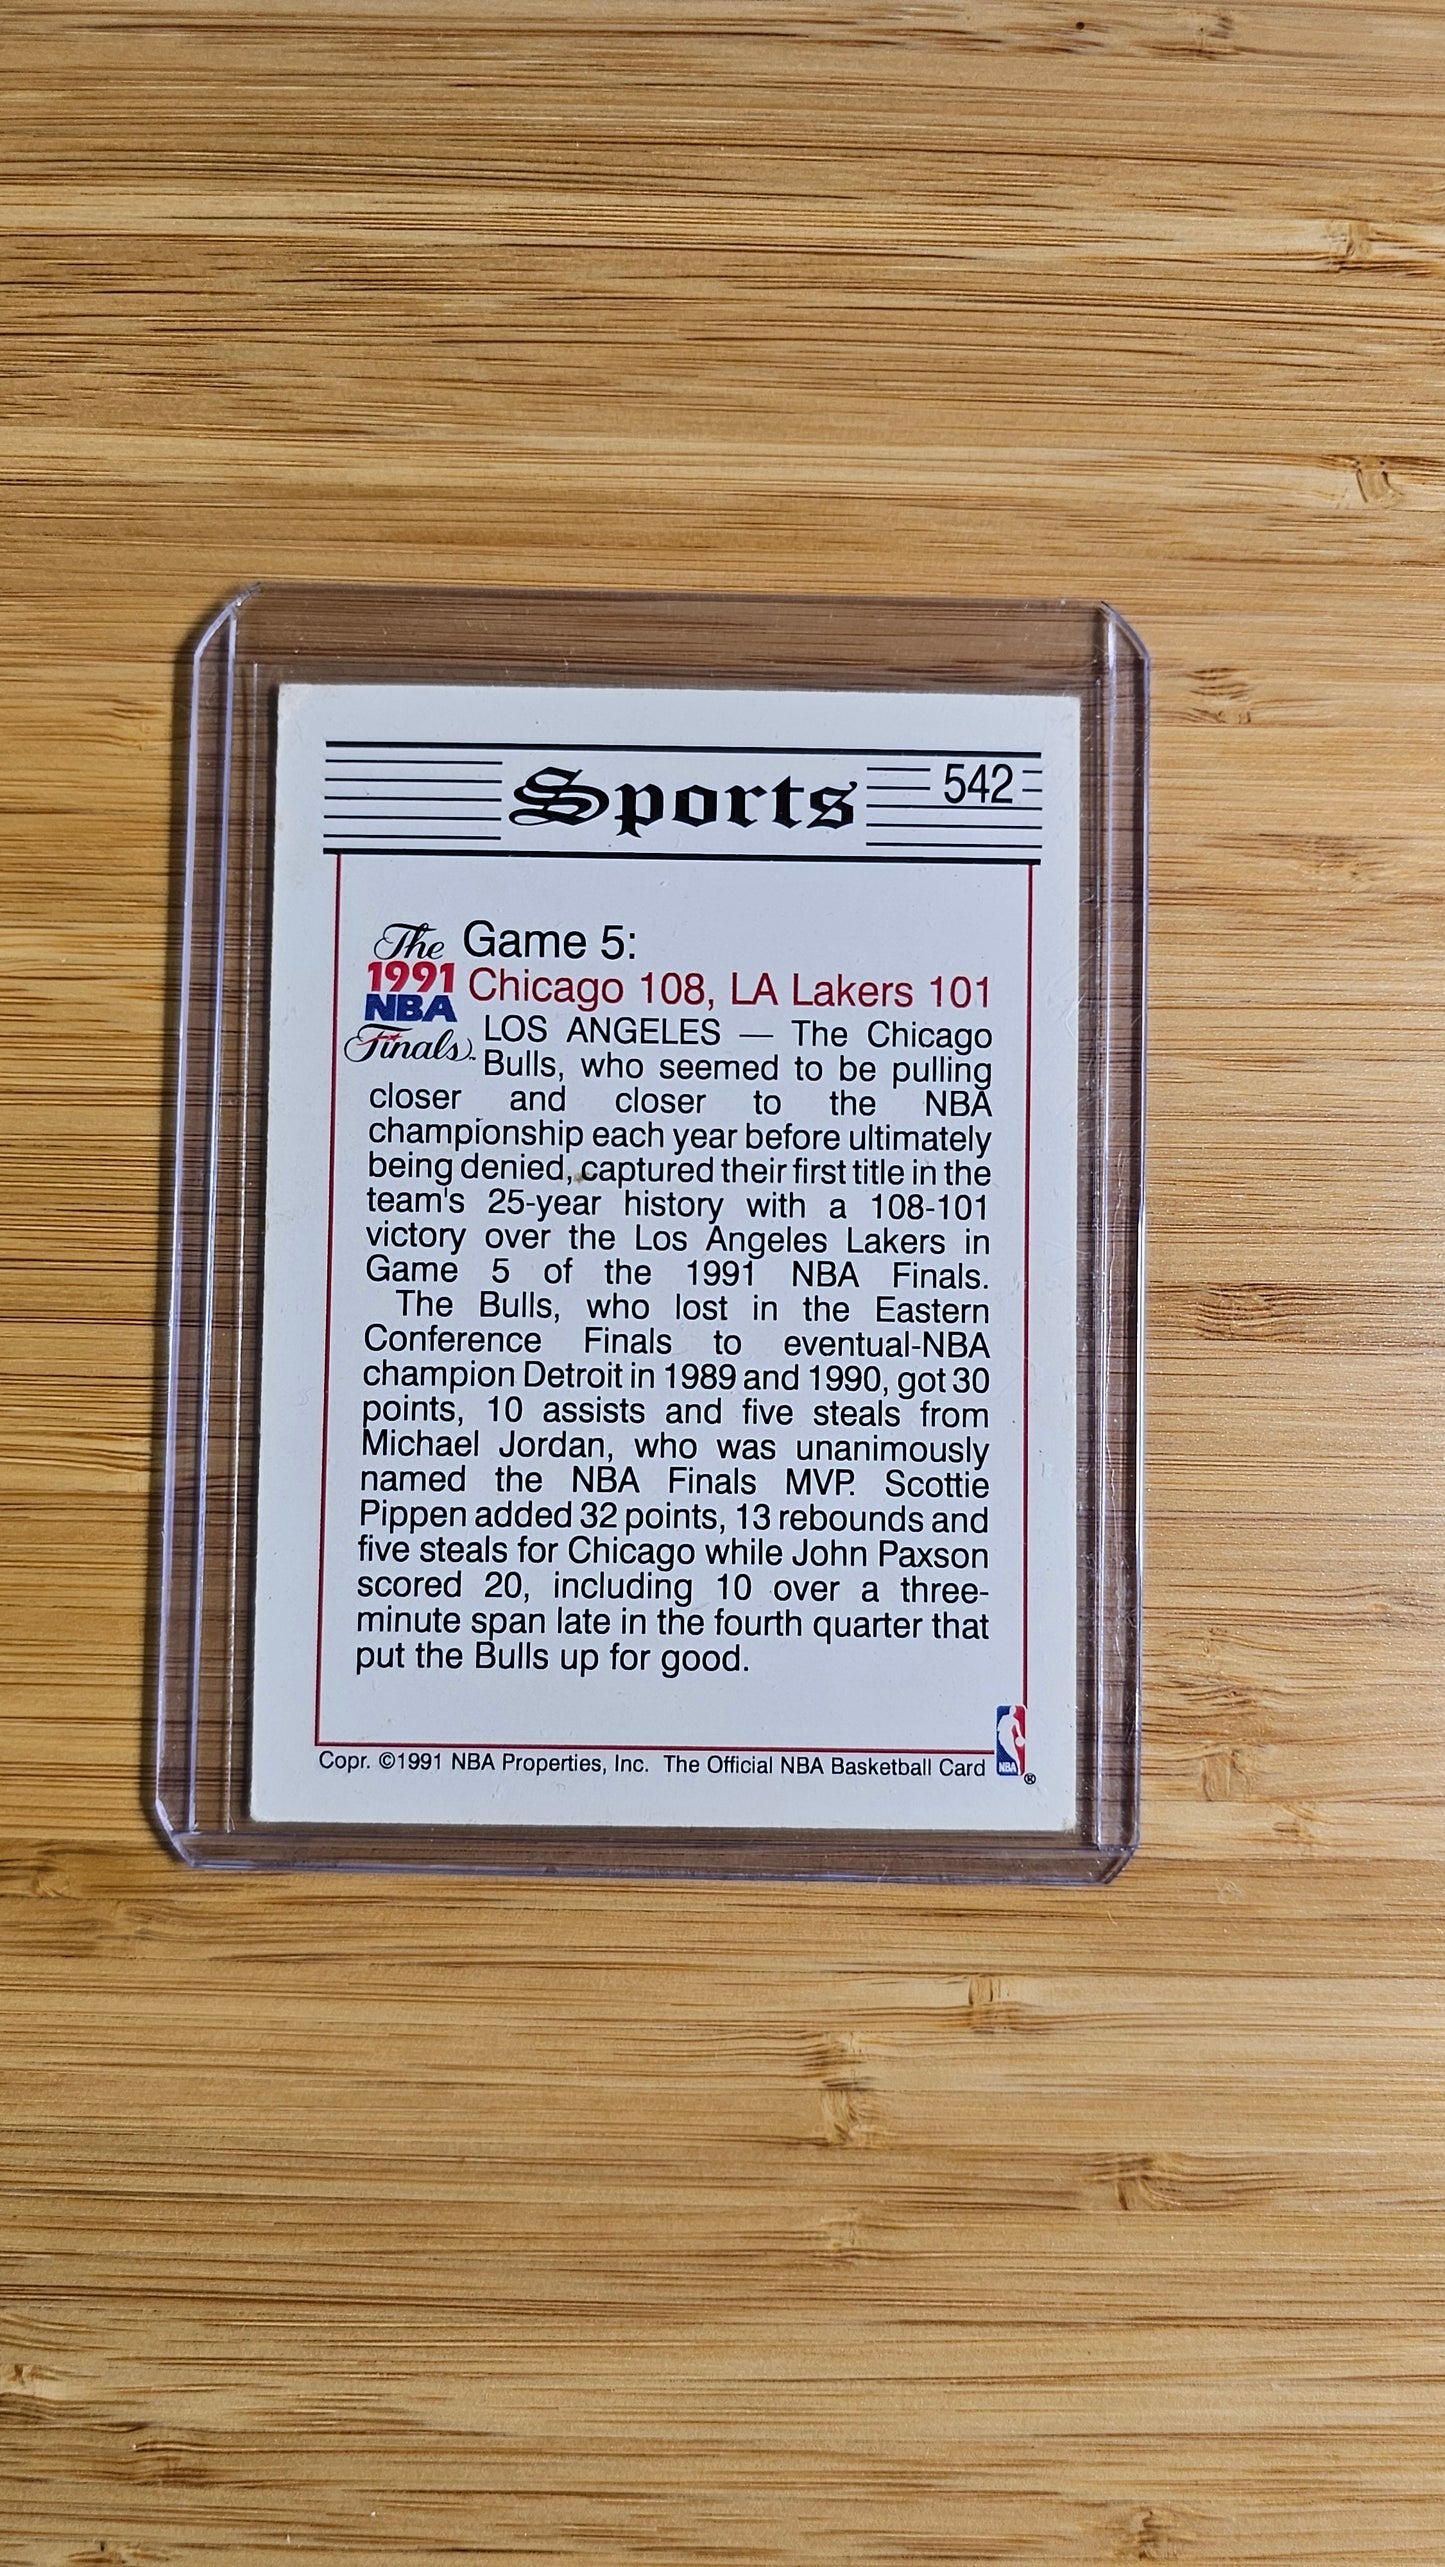 Sports
542
The
1991
NBA
Finals
Game 5:
Chicago 108, LA Lakers 101
LOS ANGELES — The Chicago
Bulls, who seemed to be pulling
closer and closer to the NBA
championship each year before ultimately
being denied, captured their first title in the
team's 25-year history with a 108-101
victory over the Los Angeles Lakers in
Game 5 of the 1991 NBA Finals.
The Bulls, who lost in the Eastern
Conference Finals to eventual-NBA
champion Detroit in 1989 and 1990, got 30
points, 10 assists and five steals from
Michael Jordan, who was unanimously
named the NBA Finals MVP. Scottie
Pippen added 32 points, 13 rebounds and
five steals for Chicago while John Paxson
scored 20, including 10 over a three-
minute span late in the fourth quarter that
put the Bulls up for good.
Copr. ©1991 NBA Properties, Inc. The Official NBA Basketball Card
NBA
®